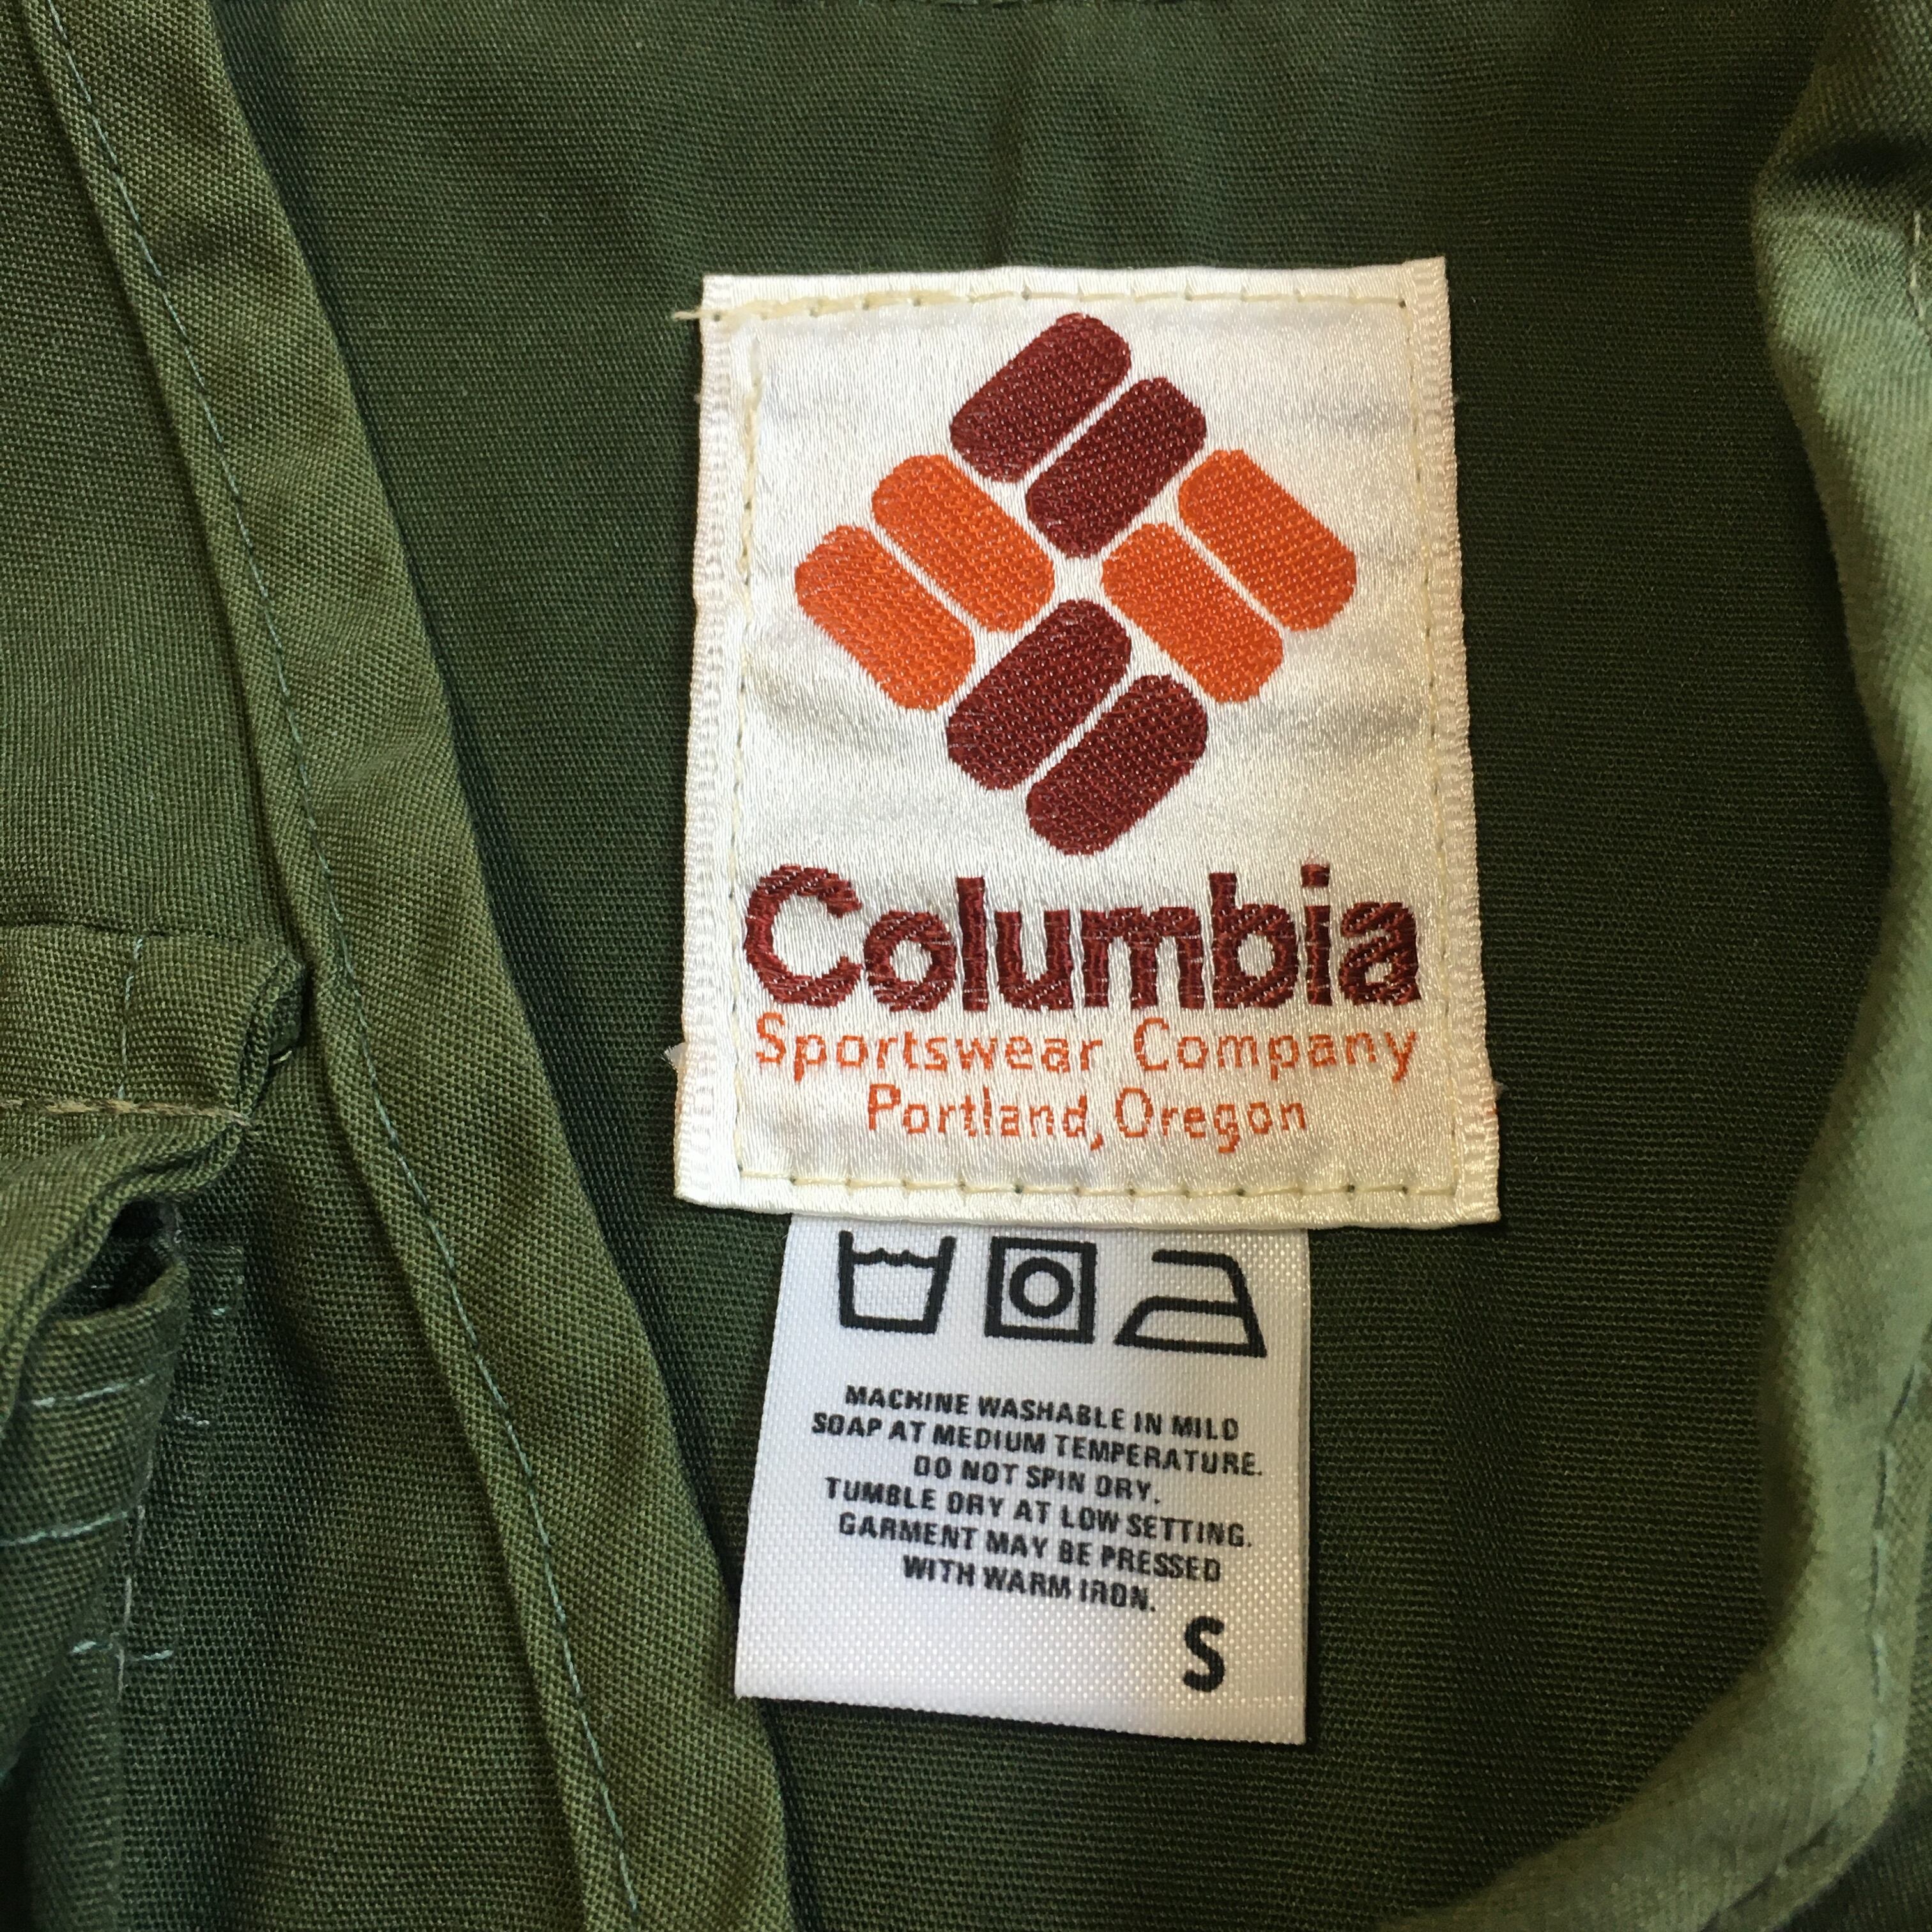 Columbia
Sportswear Company
Portland, Oregon
MACHINE WASHABLE IN MILD
SOAP AT MEDIUM TEMPERATURE.
DO NOT SPIN DRY.
TUMBLE DRY AT LOW SETTING.
GARMENT MAY BE PRESSED
WITH WARM IRON.
S